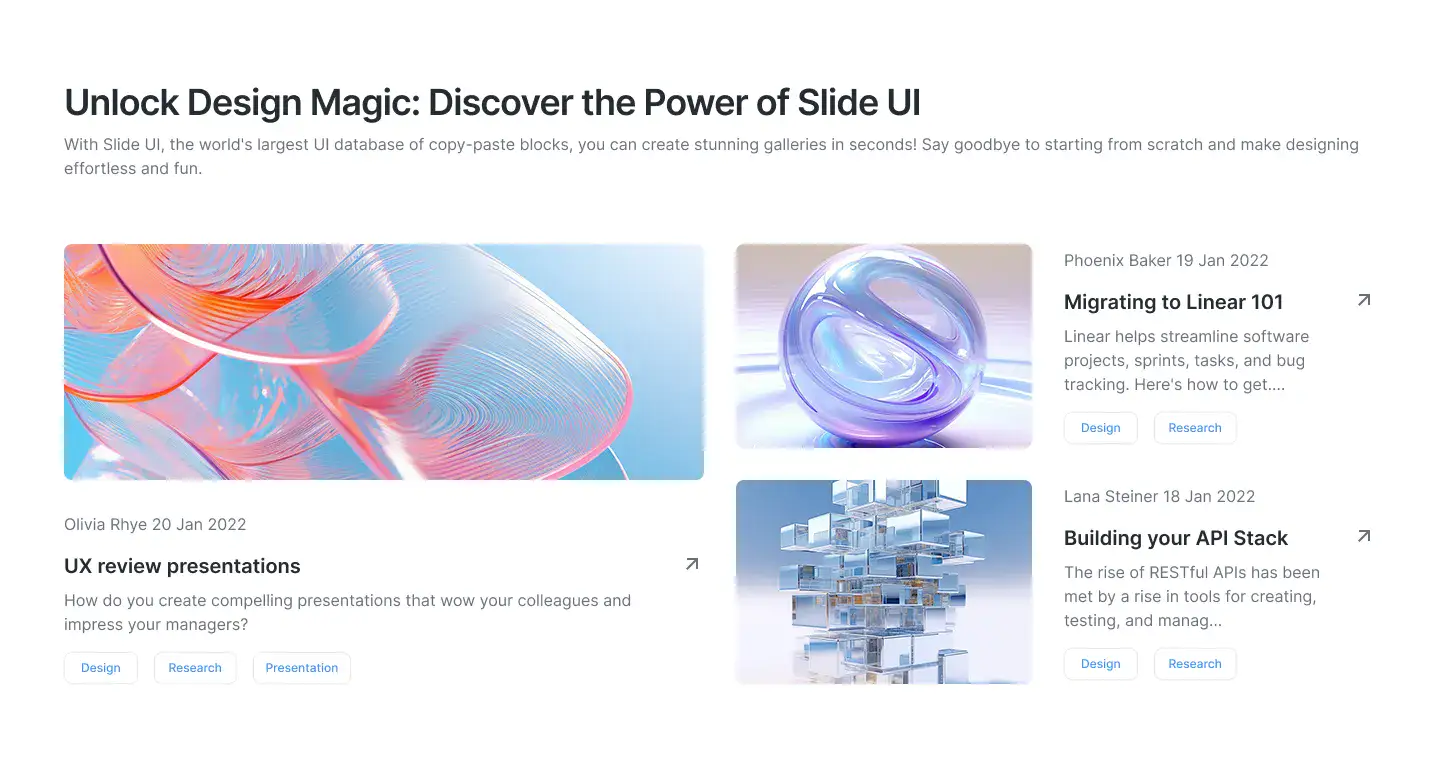 Unlock Design Magic: Discover the Power of Slide UI
With Slide UI, the world's largest UI database of copy-paste blocks, you can create stunning galleries in seconds! Say goodbye to starting from scratch and make designing
effortless and fun.
Olivia Rhye 20 Jan 2022
UX review presentations
How do you create compelling presentations that wow your colleagues and
impress your managers?
Design
Research
Presentation
Phoenix Baker 19 Jan 2022
Migrating to Linear 101
Linear helps streamline software
projects, sprints, tasks, and bug
tracking. Here's how to get....
Design
Research
Lana Steiner 18 Jan 2022
Building your API Stack
The rise of RESTful APIs has been
met by a rise in tools for creating,
testing, and manag...
Design
Research